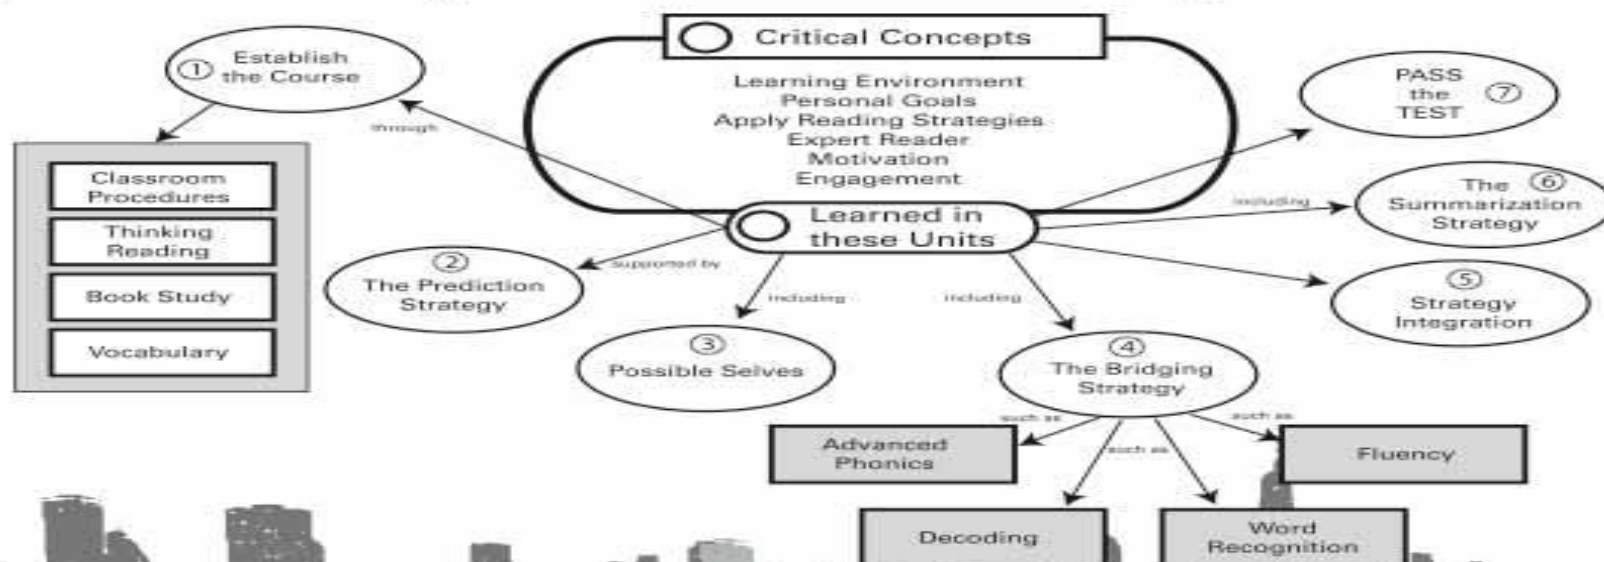 Critical Concepts
Learning Environment
Personal Goals
Apply Reading Strategies
Expert Reader
Motivation
Engagement
Learned in
these Units
through
1
Establish
the Course
Classroom
Procedures
Thinking
Reading
Book Study
Vocabulary
supported by
2
The Prediction
Strategy
including
3
Possible Selves
including
4
The Bridging
Strategy
such as
Advanced
Phonics
such as
Decoding
Word
Recognition
such as
Fluency
5
Strategy
Integration
including
The 6
Summarization
Strategy
PASS
the 7
TEST